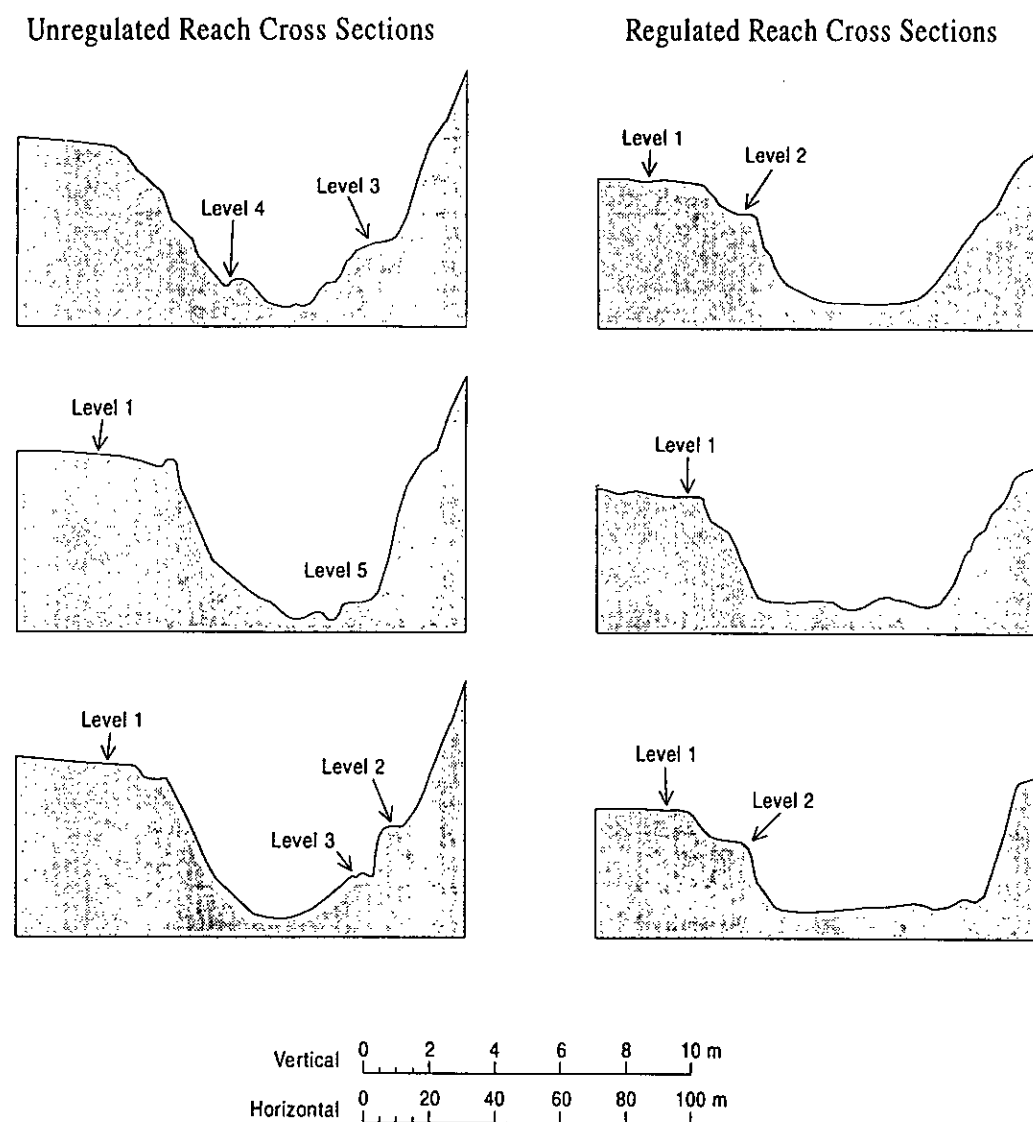 Unregulated Reach Cross Sections
Regulated Reach Cross Sections
Level 4
Level 3
Level 1
Level 2
Level 1
Level 5
Level 1
Level 1
Level 3
Level 2
Level 1
Level 2
Vertical 0 2 4 6 8 10 m
Horizontal 0 20 40 60 80 100 m